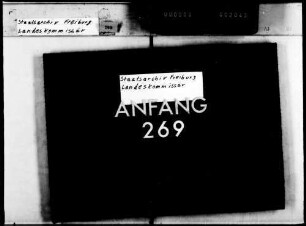 Staatsarchiv Freiburg
Landeskommissär
Staatsarchiv Freiburg
Landeskommissär
ANFANG
269